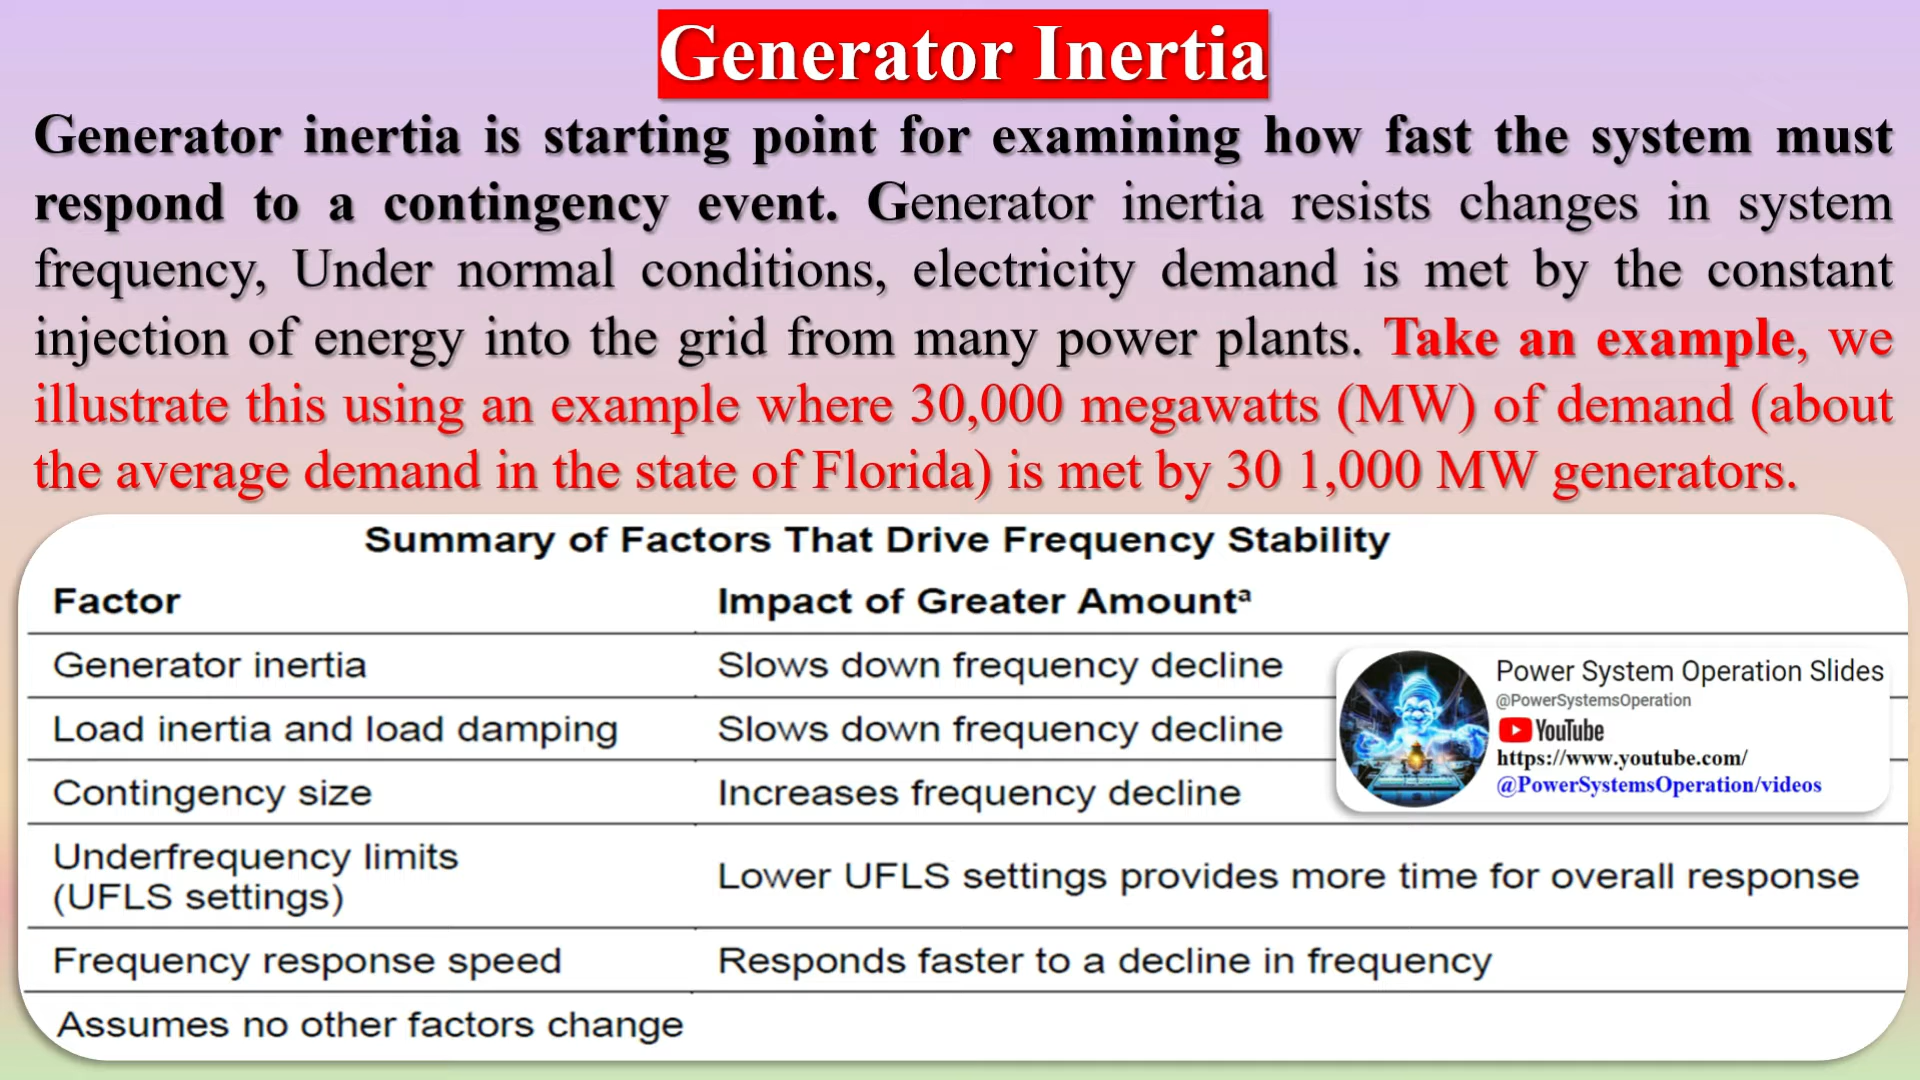 Generator Inertia
Generator inertia is starting point for examining how fast the system must
respond to a contingency event. Generator inertia resists changes in system
frequency, Under normal conditions, electricity demand is met by the constant
injection of energy into the grid from many power plants. Take an example, we
illustrate this using an example where 30,000 megawatts (MW) of demand (about
the average demand in the state of Florida) is met by 30 1,000 MW generators.
Summary of Factors That Drive Frequency Stability
Factor Impact of Greater Amountª
Generator inertia Slows down frequency decline
Load inertia and load damping Slows down frequency decline
Contingency size Increases frequency decline
Underfrequency limits
(UFLS settings) Lower UFLS settings provides more time for overall response
Frequency response speed Responds faster to a decline in frequency
Assumes no other factors change
Power System Operation Slides
@PowerSystemsOperation
YouTube
https://www.youtube.com/
@PowerSystemsOperation/videos